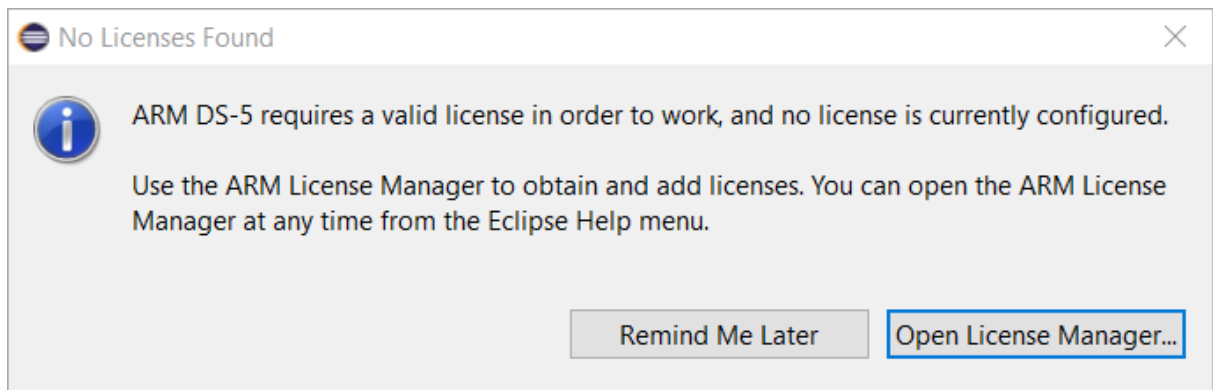 No Licenses Found
ARM DS-5 requires a valid license in order to work, and no license is currently configured.
Use the ARM License Manager to obtain and add licenses. You can open the ARM License
Manager at any time from the Eclipse Help menu.
Remind Me Later
Open License Manager...